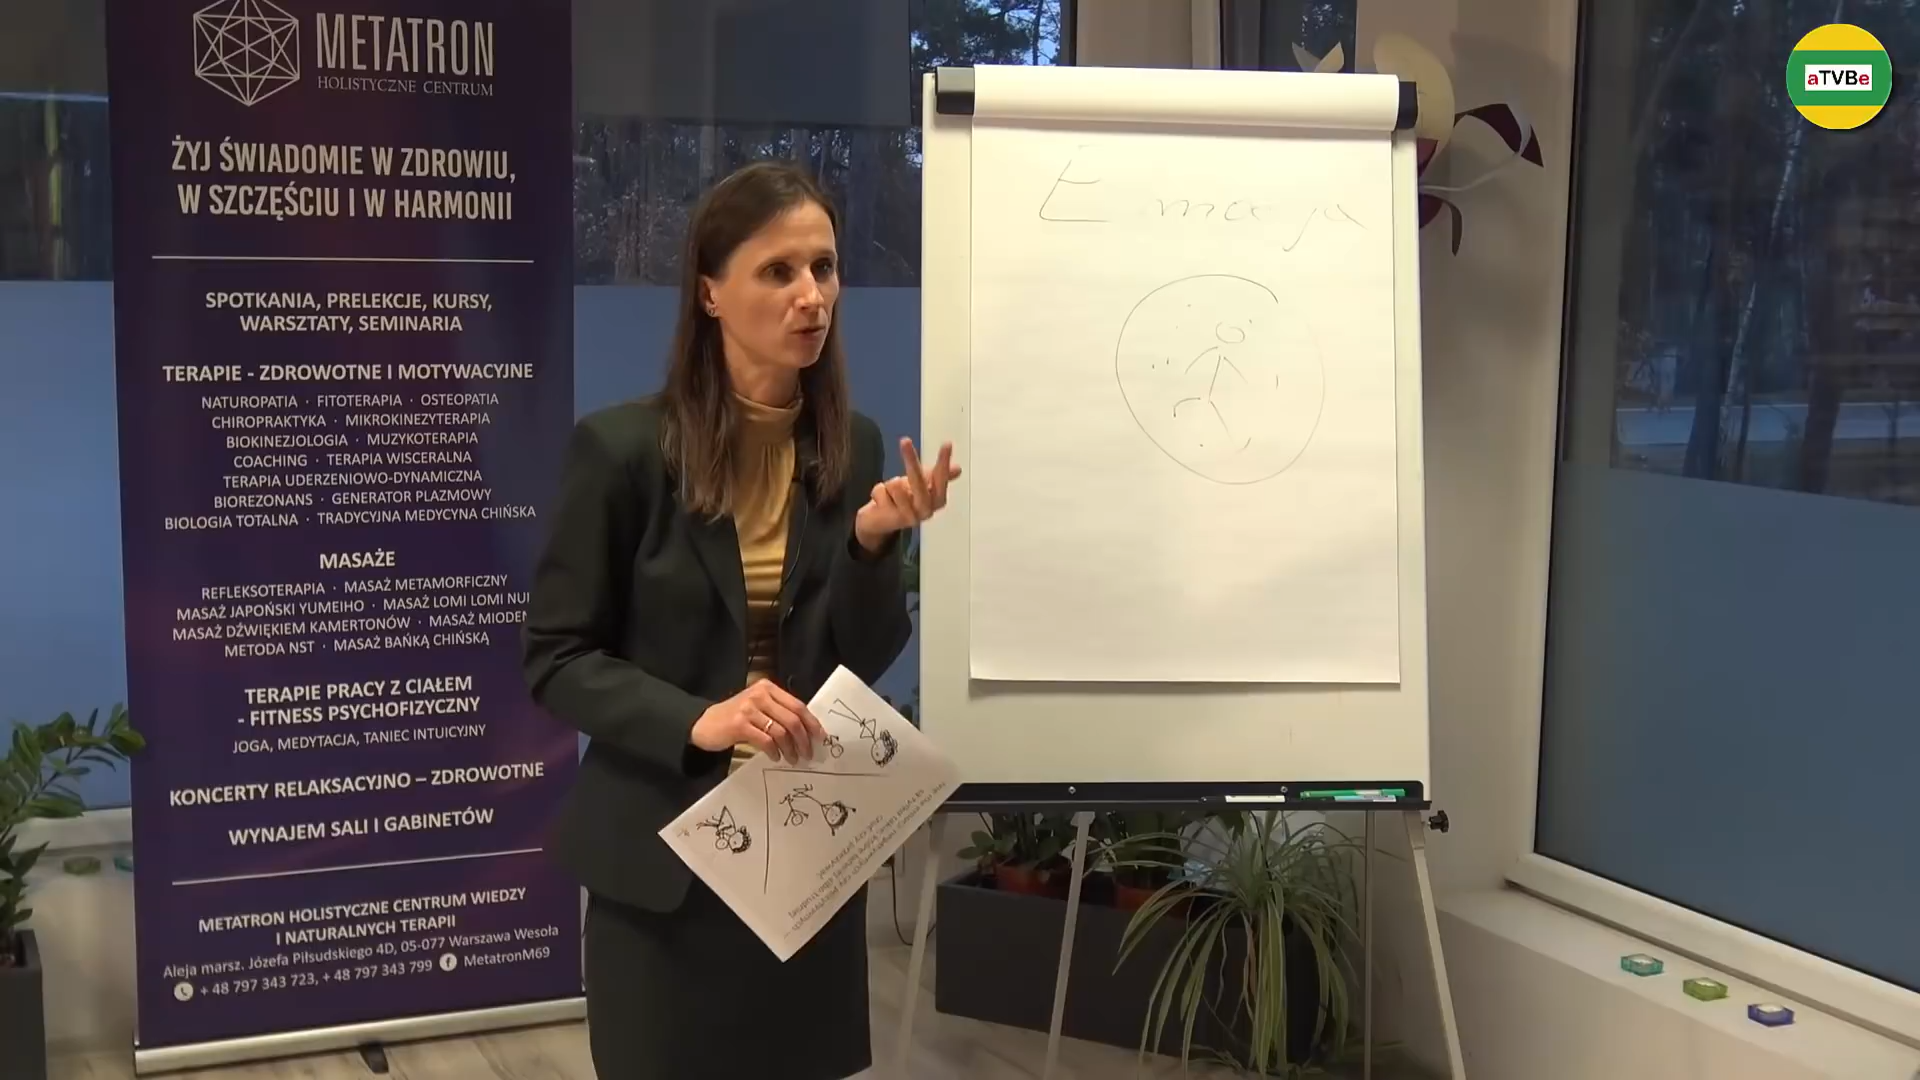 METATRON
HOLISTYCZNE CENTRUM
ŻYJ ŚWIADOMIE W ZDROWIU,
W SZCZĘŚCIU I W HARMONII
SPOTKANIA, PRELEKCJE, KURSY,
WARSZTATY, SEMINARIA
TERAPIE - ZDROWOTNE I MOTYWACYJNE
NATUROPATIA · FITOTERAPIA · OSTEOPATIA
CHIROPRAKTYKA · MIKROKINEZYTERAPIA
BIOKINEZJOLOGIA · MUZYKOTERAPIA
COACHING · TERAPIA WISCERALNA
TERAPIA UDERZENIOWO-DYNAMICZNA
BIOREZONANS · GENERATOR PLAZMOWY
BIOLOGIA TOTALNA · TRADYCYJNA MEDYCYNA CHIŃSKA
MASAŻE
REFLEKSOTERAPIA · MASAŻ METAMORFICZNY
MASAŻ JAPOŃSKI YUMEIHO · MASAŻ LOMI LOMI NUI
MASAŻ DŹWIĘKIEM KAMERTONÓW · MASAŻ MIODEM
METODA NST · MASAŻ BAŃKĄ CHIŃSKĄ
TERAPIE PRACY Z CIAŁEM
- FITNESS PSYCHOFIZYCZNY
JOGA, MEDYTACJA, TANIEC INTUICYJNY
KONCERTY RELAKSACYJNO – ZDROWOTNE
WYNAJEM SALI I GABINETÓW
METATRON HOLISTYCZNE CENTRUM WIEDZY
I NATURALNYCH TERAPII
Aleja marsz. Józefa Piłsudskiego 4D, 05-077 Warszawa Wesoła
+ 48 797 343 723, + 48 797 343 799 MetatronM69
aTVBe